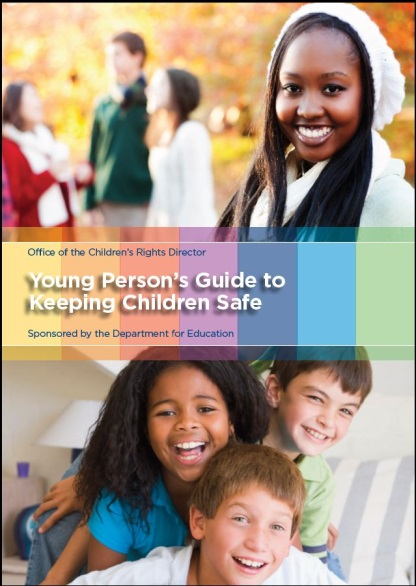 Office of the Children's Rights Director
Young Person's Guide to
Keeping Children Safe
Sponsored by the Department for Education